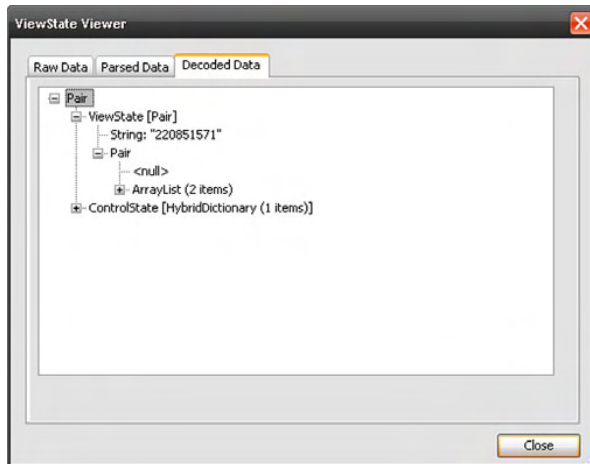 ViewState Viewer
Raw Data Parsed Data Decoded Data
Pair
ViewState [Pair]
String: "220851571"
Pair
<null>
ArrayList (2 items)
ControlState [HybridDictionary (1 items)]
Close